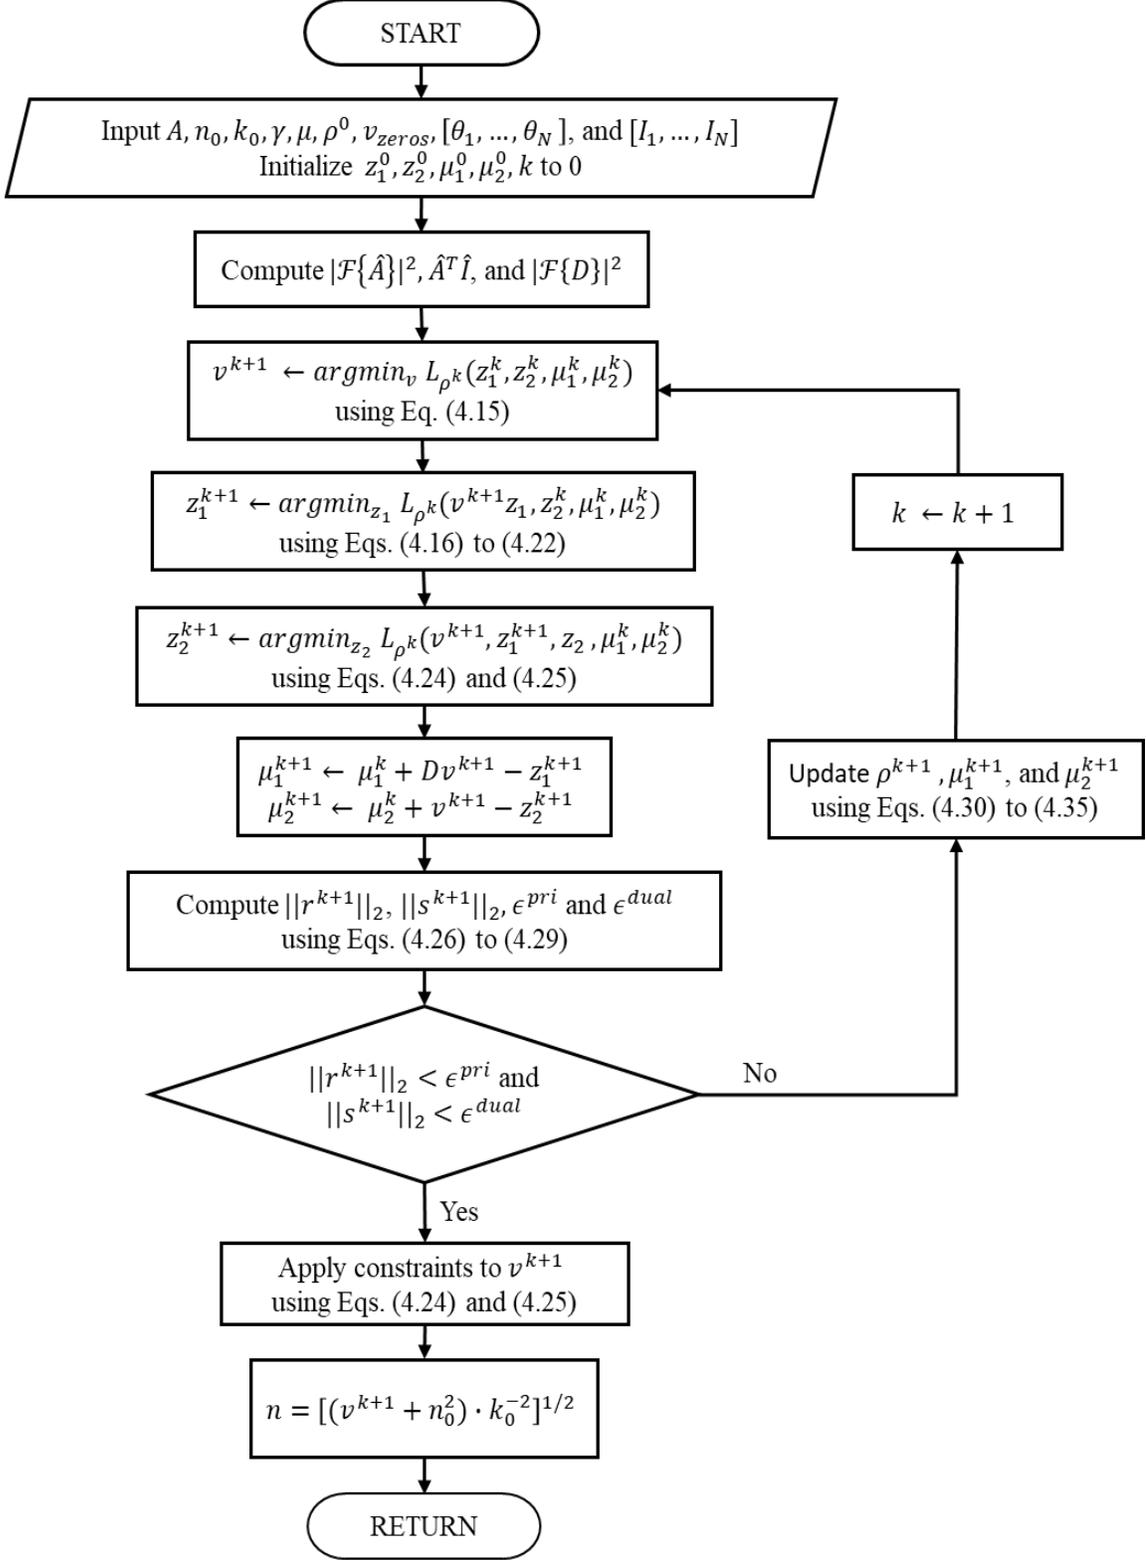 START
Input A, n₀, k₀, γ, μ, ρ⁰, v_zeros, [θ₁, …, θ_N ], and [I₁, …, I_N]
Initialize z₁⁰, z₂⁰, μ₁⁰, μ₂⁰, k to 0
Compute |ℱ{Â}|², Â^T Î, and |ℱ{D}|²
v^{k+1} ← argmin_v L_{ρ^k}(z₁^k, z₂^k, μ₁^k, μ₂^k)
using Eq. (4.15)
z₁^{k+1} ← argmin_{z₁} L_{ρ^k}(v^{k+1}z₁, z₂^k, μ₁^k, μ₂^k)
using Eqs. (4.16) to (4.22)
z₂^{k+1} ← argmin_{z₂} L_{ρ^k}(v^{k+1}, z₁^{k+1}, z₂ , μ₁^k, μ₂^k)
using Eqs. (4.24) and (4.25)
μ₁^{k+1} ← μ₁^k + Dv^{k+1} − z₁^{k+1}
μ₂^{k+1} ← μ₂^k + v^{k+1} − z₂^{k+1}
Compute ||r^{k+1}||₂, ||s^{k+1}||₂, ϵ^{pri} and ϵ^{dual}
using Eqs. (4.26) to (4.29)
||r^{k+1}||₂ < ϵ^{pri} and
||s^{k+1}||₂ < ϵ^{dual}
No
Update ρ^{k+1} , μ₁^{k+1}, and μ₂^{k+1}
using Eqs. (4.30) to (4.35)
k ← k + 1
Yes
Apply constraints to v^{k+1}
using Eqs. (4.24) and (4.25)
n = [(v^{k+1} + n₀²) · k₀^{−2}]^{1/2}
RETURN